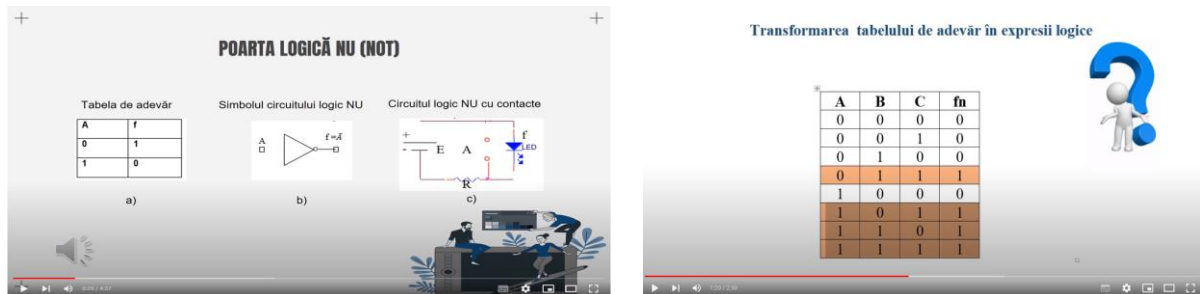 POARTA LOGICĂ NU (NOT)
Tabela de adevăr
Simbolul circuitului logic NU
Circuitul logic NU cu contacte
A f
0 1
1 0
A f=Ā
+
-
E A f
LED
R
a) b) c)
Transformarea tabelului de adevăr în expresii logice
A B C fn
0 0 0 0
0 0 1 0
0 1 0 0
0 1 1 1
1 0 0 0
1 0 1 1
1 1 0 1
1 1 1 1